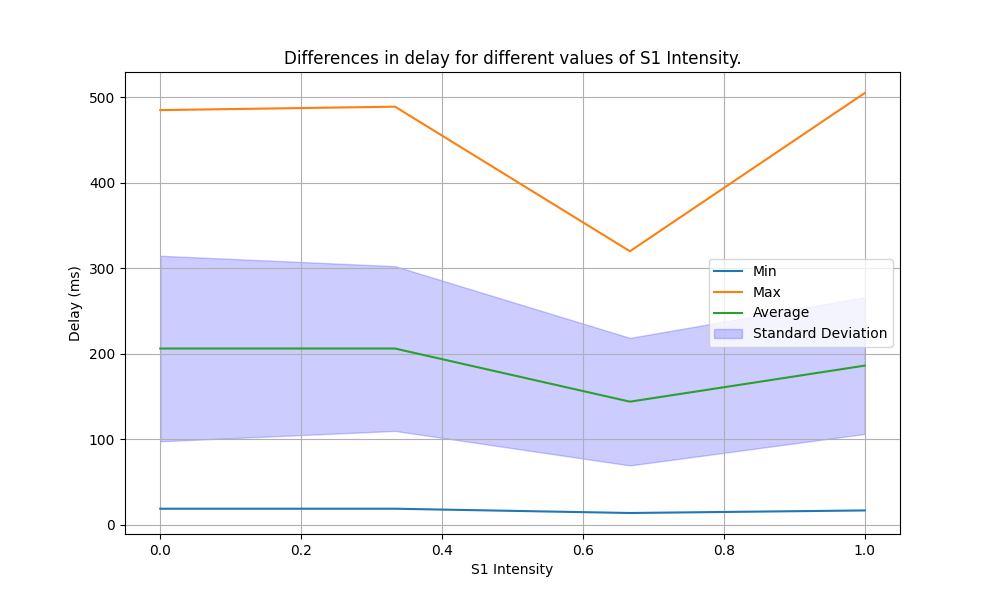 Differences in delay for different values of S1 Intensity.
500
400
300
200
100
0
Delay (ms)
Min
Max
Average
Standard Deviation
0.0 0.2 0.4 0.6 0.8 1.0
S1 Intensity